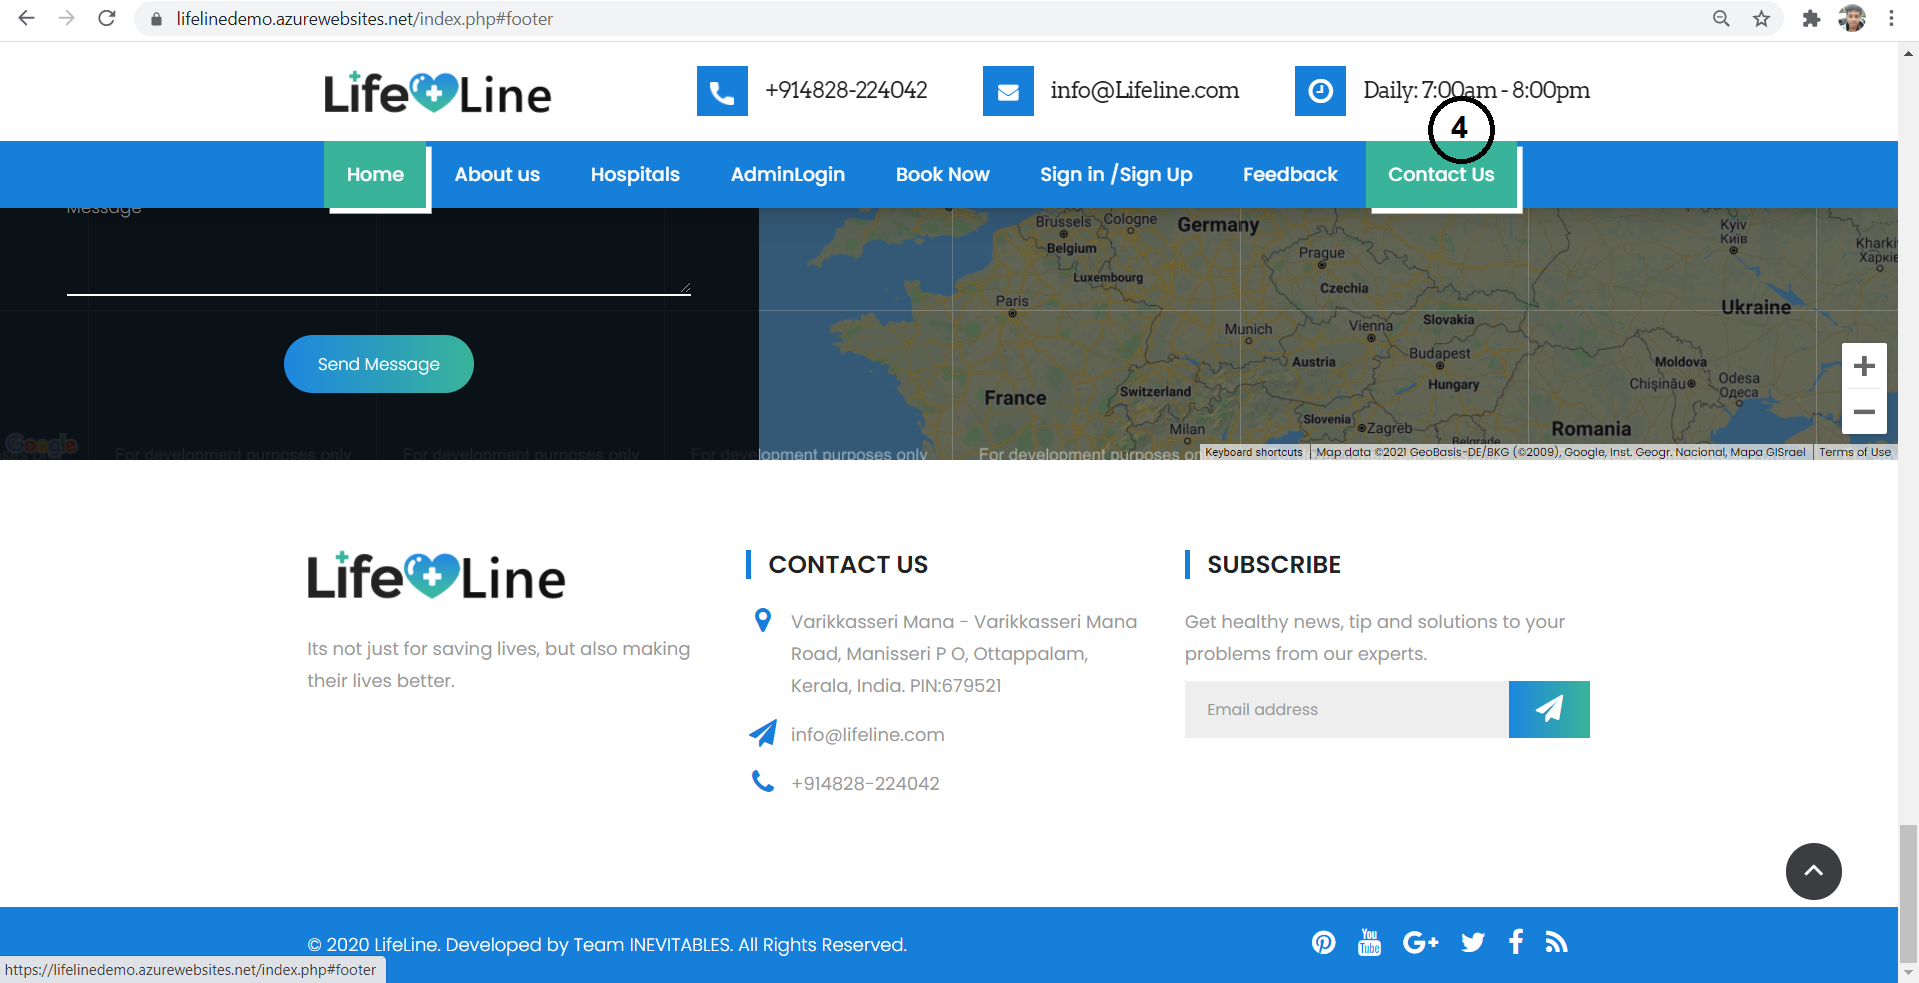 lifelinedemo.azurewebsites.net/index.php#footer
LifeLine
+914828-224042
info@Lifeline.com
Daily: 7:00am - 8:00pm
4
Home
About us
Hospitals
AdminLogin
Book Now
Sign in /Sign Up
Feedback
Contact Us
Message
Send Message
Brussels
Cologne
Germany
Belgium
Kyiv
Київ
Prague
Luxembourg
Czechia
Paris
Ukraine
Munich
Vienna
Slovakia
Austria
Budapest
Moldova
Hungary
Chișinău
Odesa
Одеса
France
Switzerland
Slovenia
Zagreb
Milan
Romania
Belgrade
Google
For development purposes only
For development purposes only
For development purposes only
For development purposes only
Keyboard shortcuts
Map data ©2021 GeoBasis-DE/BKG (©2009), Google, Inst. Geogr. Nacional, Mapa GISrael
Terms of Use
LifeLine
Its not just for saving lives, but also making
their lives better.
CONTACT US
Varikkasseri Mana - Varikkasseri Mana
Road, Manisseri P O, Ottappalam,
Kerala, India. PIN:679521
info@lifeline.com
+914828-224042
SUBSCRIBE
Get healthy news, tip and solutions to your
problems from our experts.
Email address
© 2020 LifeLine. Developed by Team INEVITABLES. All Rights Reserved.
You
Tube
G+
https://lifelinedemo.azurewebsites.net/index.php#footer